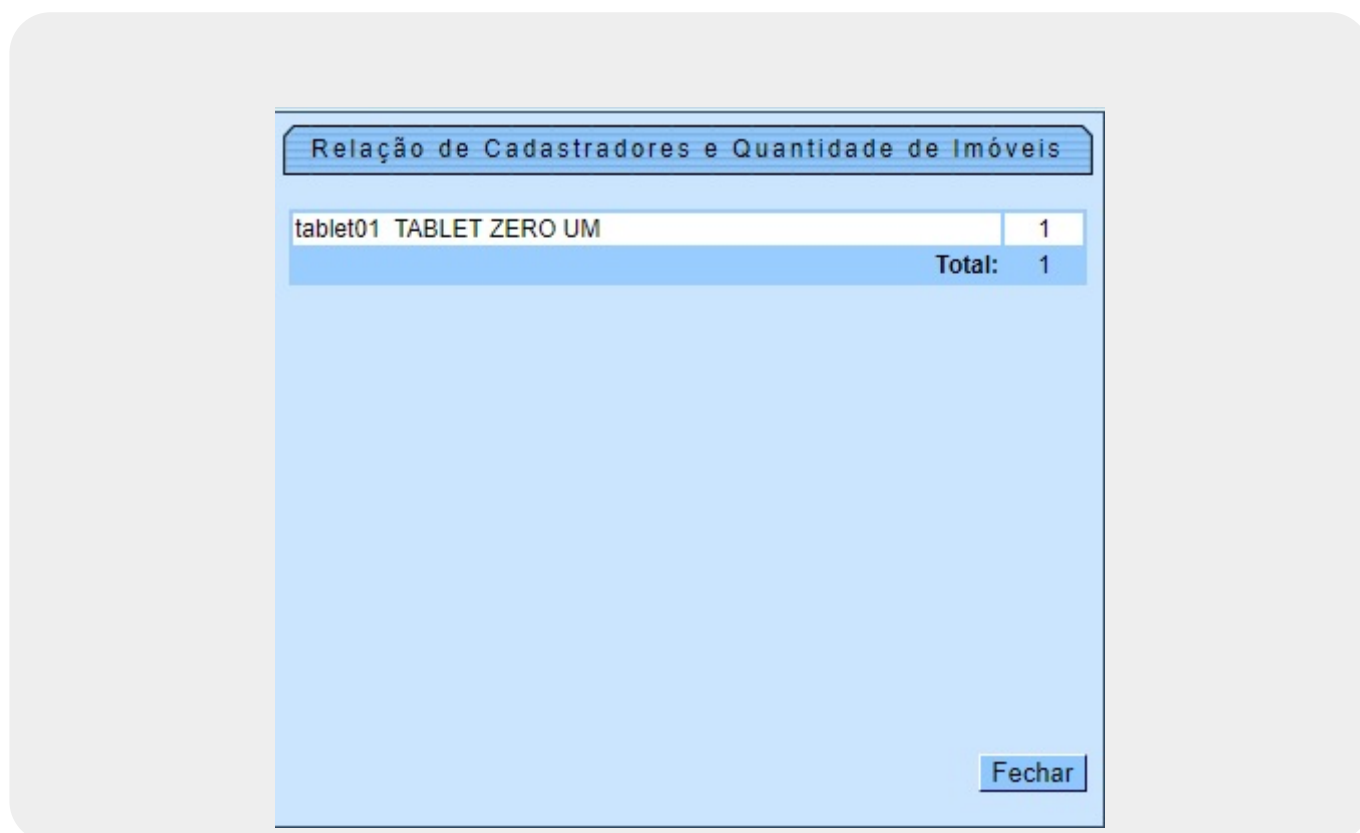 Relação de Cadastradores e Quantidade de Imóveis
tablet01 TABLET ZERO UM 1
Total: 1
Fechar